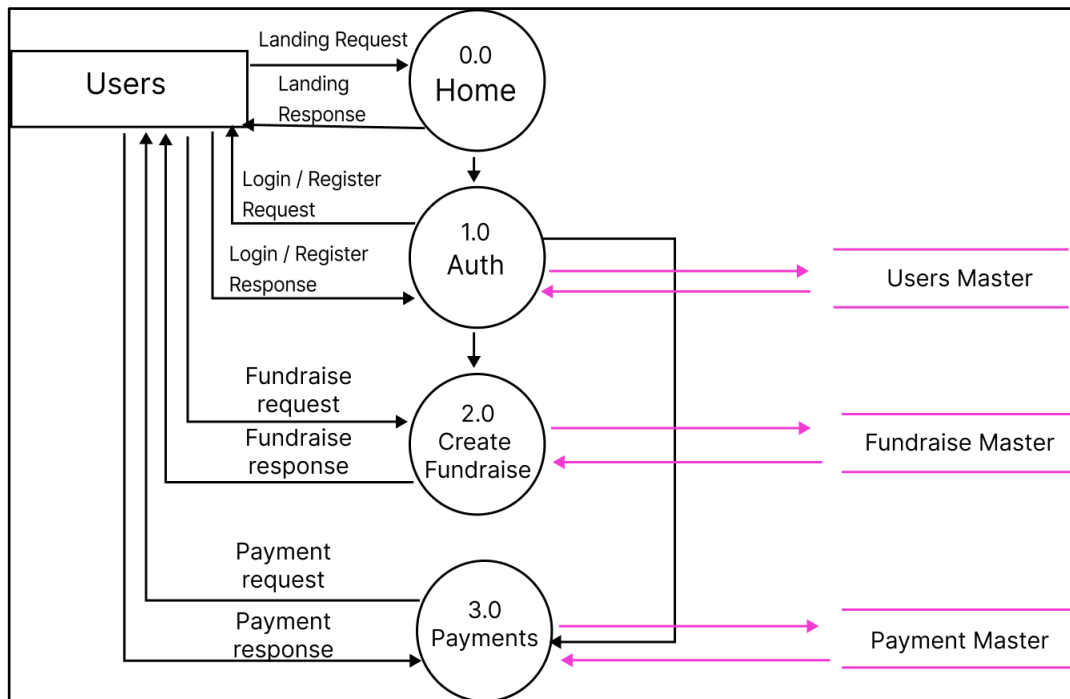 Users
Landing Request
Landing
Response
0.0
Home
Login / Register
Request
Login / Register
Response
1.0
Auth
Users Master
Fundraise
request
Fundraise
response
2.0
Create
Fundraise
Fundraise Master
Payment
request
Payment
response
3.0
Payments
Payment Master